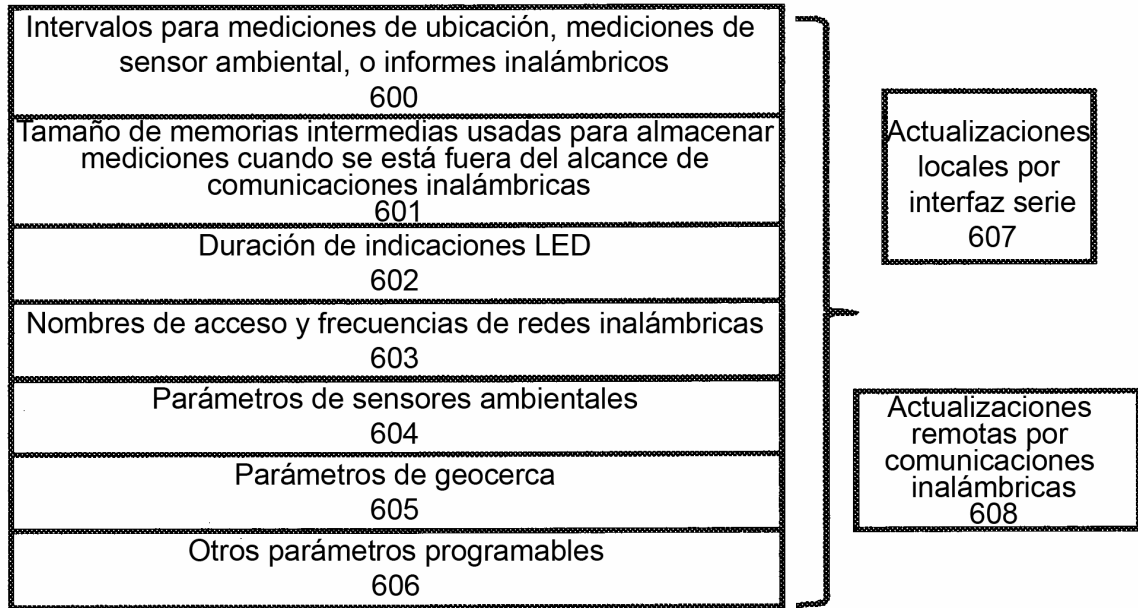 Intervalos para mediciones de ubicación, mediciones de
sensor ambiental, o informes inalámbricos
600
Tamaño de memorias intermedias usadas para almacenar
mediciones cuando se está fuera del alcance de
comunicaciones inalámbricas
601
Duración de indicaciones LED
602
Nombres de acceso y frecuencias de redes inalámbricas
603
Parámetros de sensores ambientales
604
Parámetros de geocerca
605
Otros parámetros programables
606
Actualizaciones
locales por
interfaz serie
607
Actualizaciones
remotas por
comunicaciones
inalámbricas
608